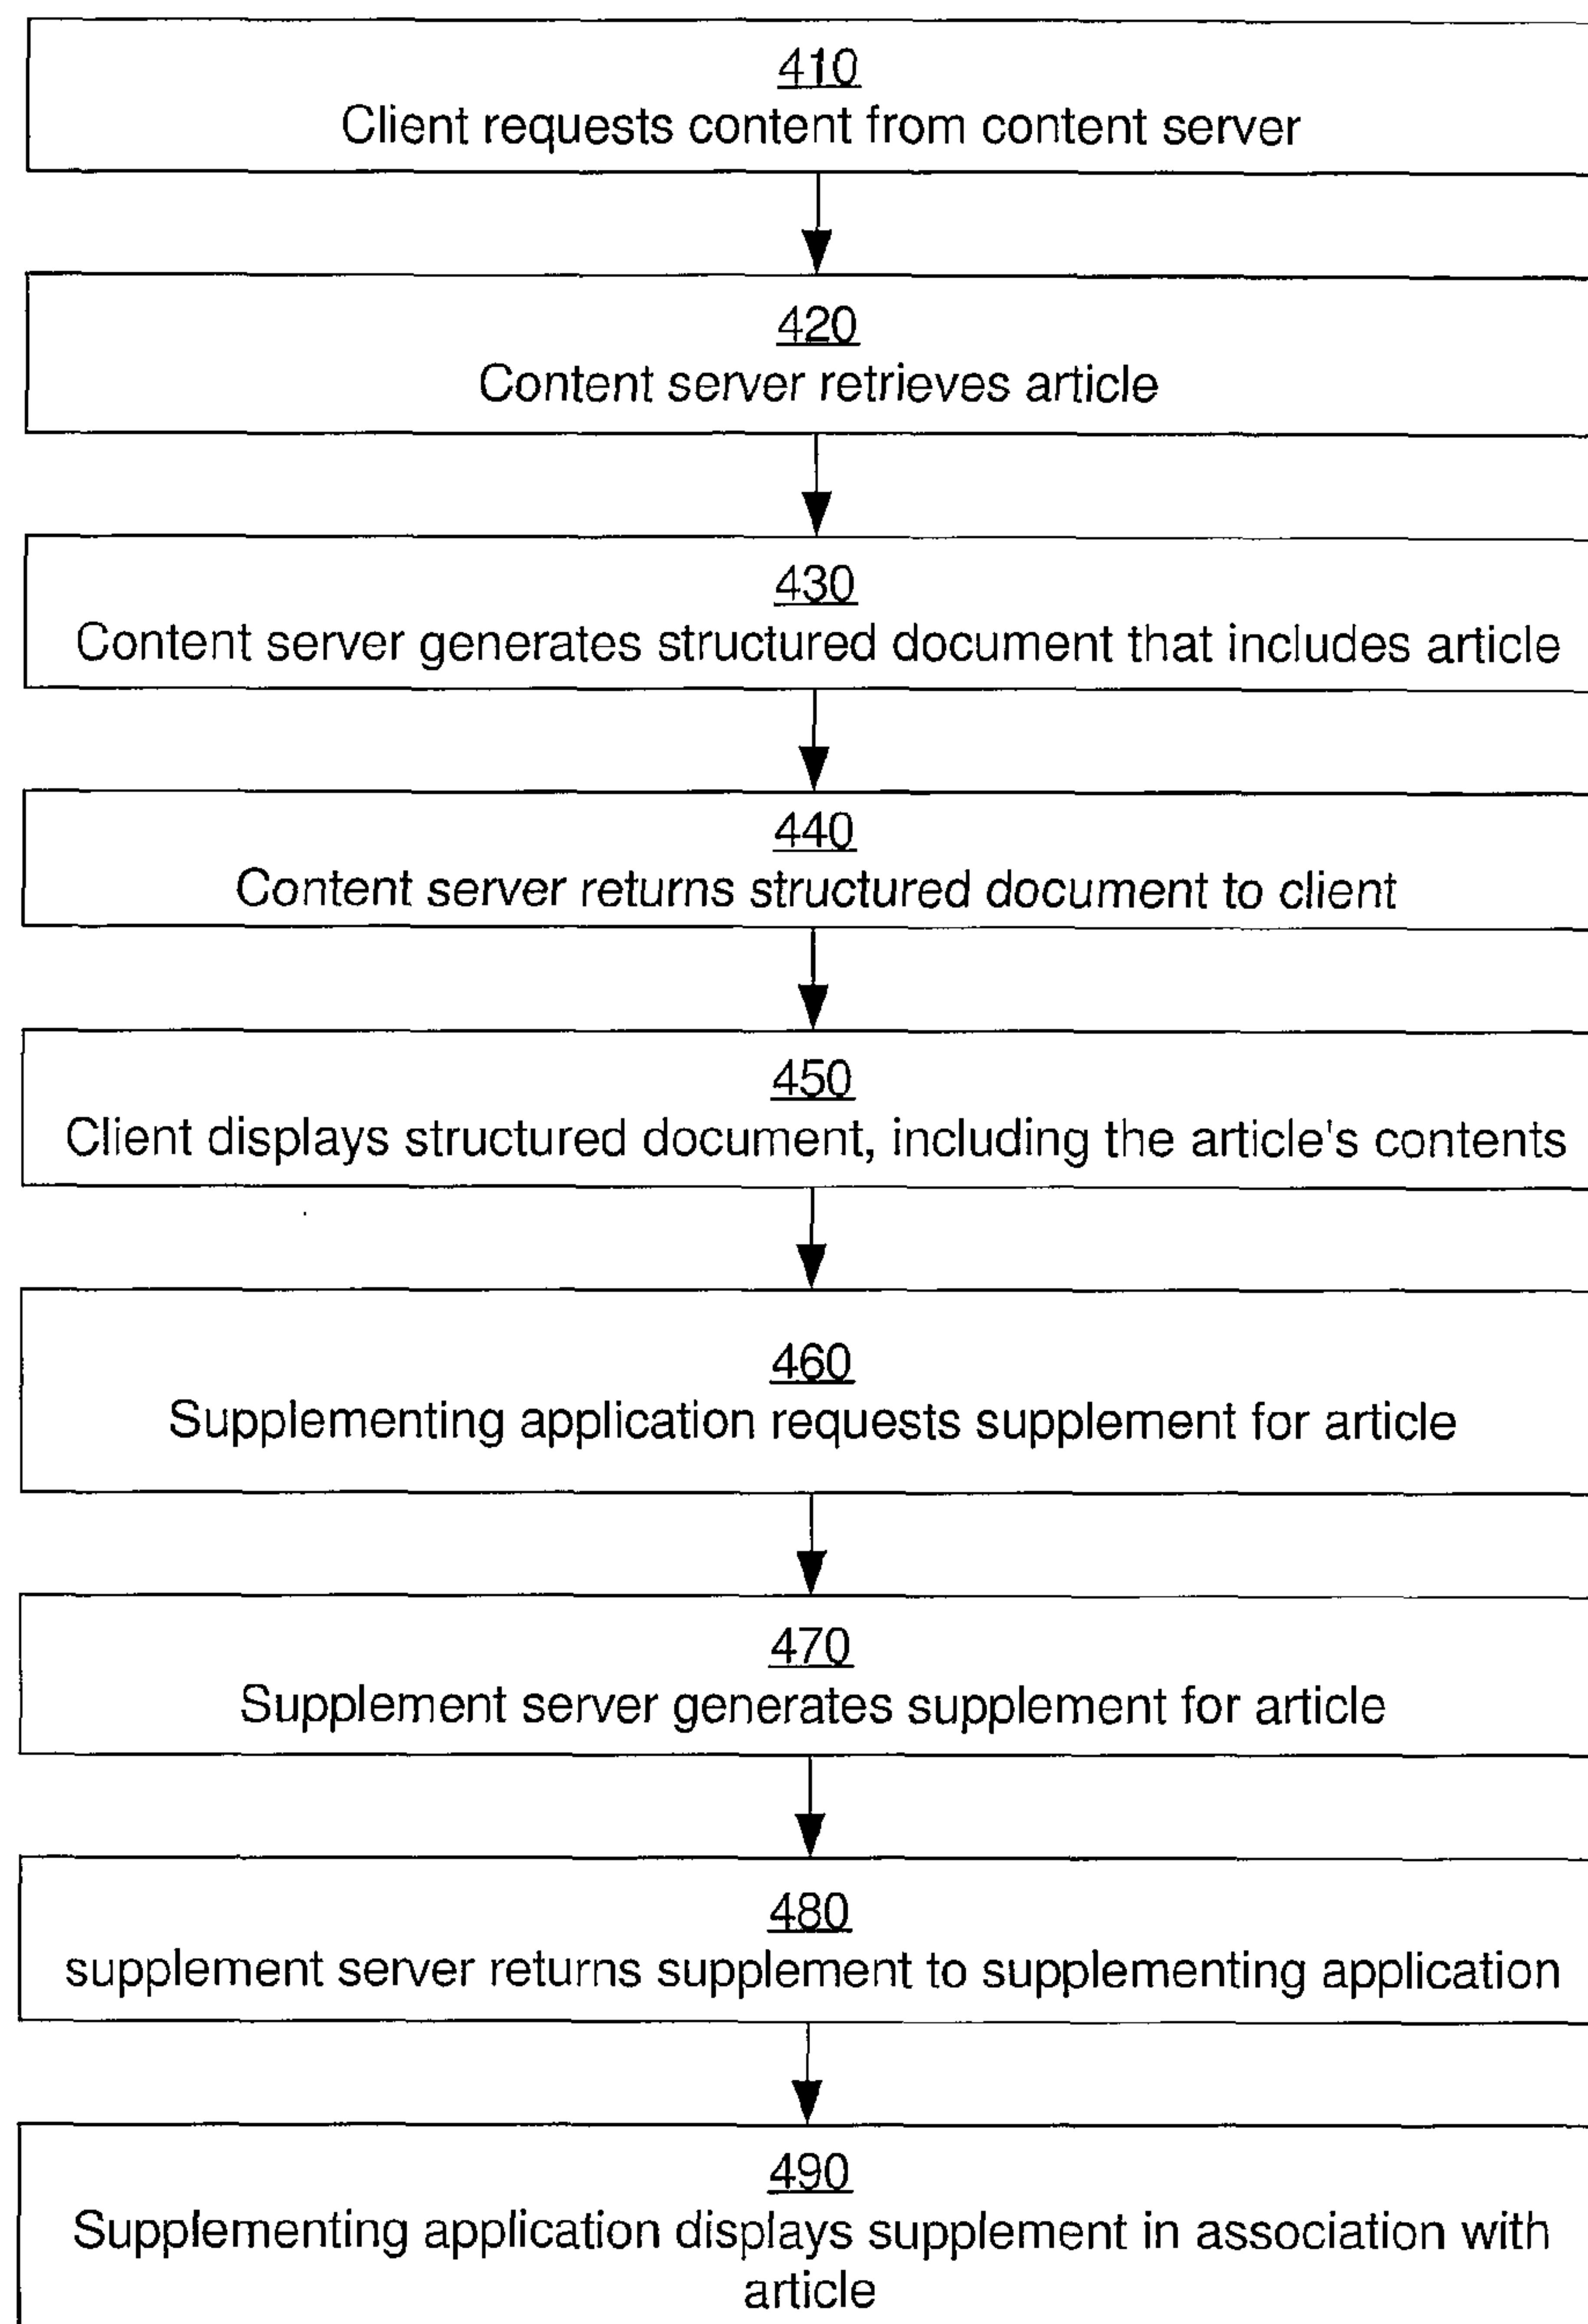 410
Client requests content from content server
420
Content server retrieves article
430
Content server generates structured document that includes article
440
Content server returns structured document to client
450
Client displays structured document, including the article's contents
460
Supplementing application requests supplement for article
470
Supplement server generates supplement for article
480
supplement server returns supplement to supplementing application
490
Supplementing application displays supplement in association with
article